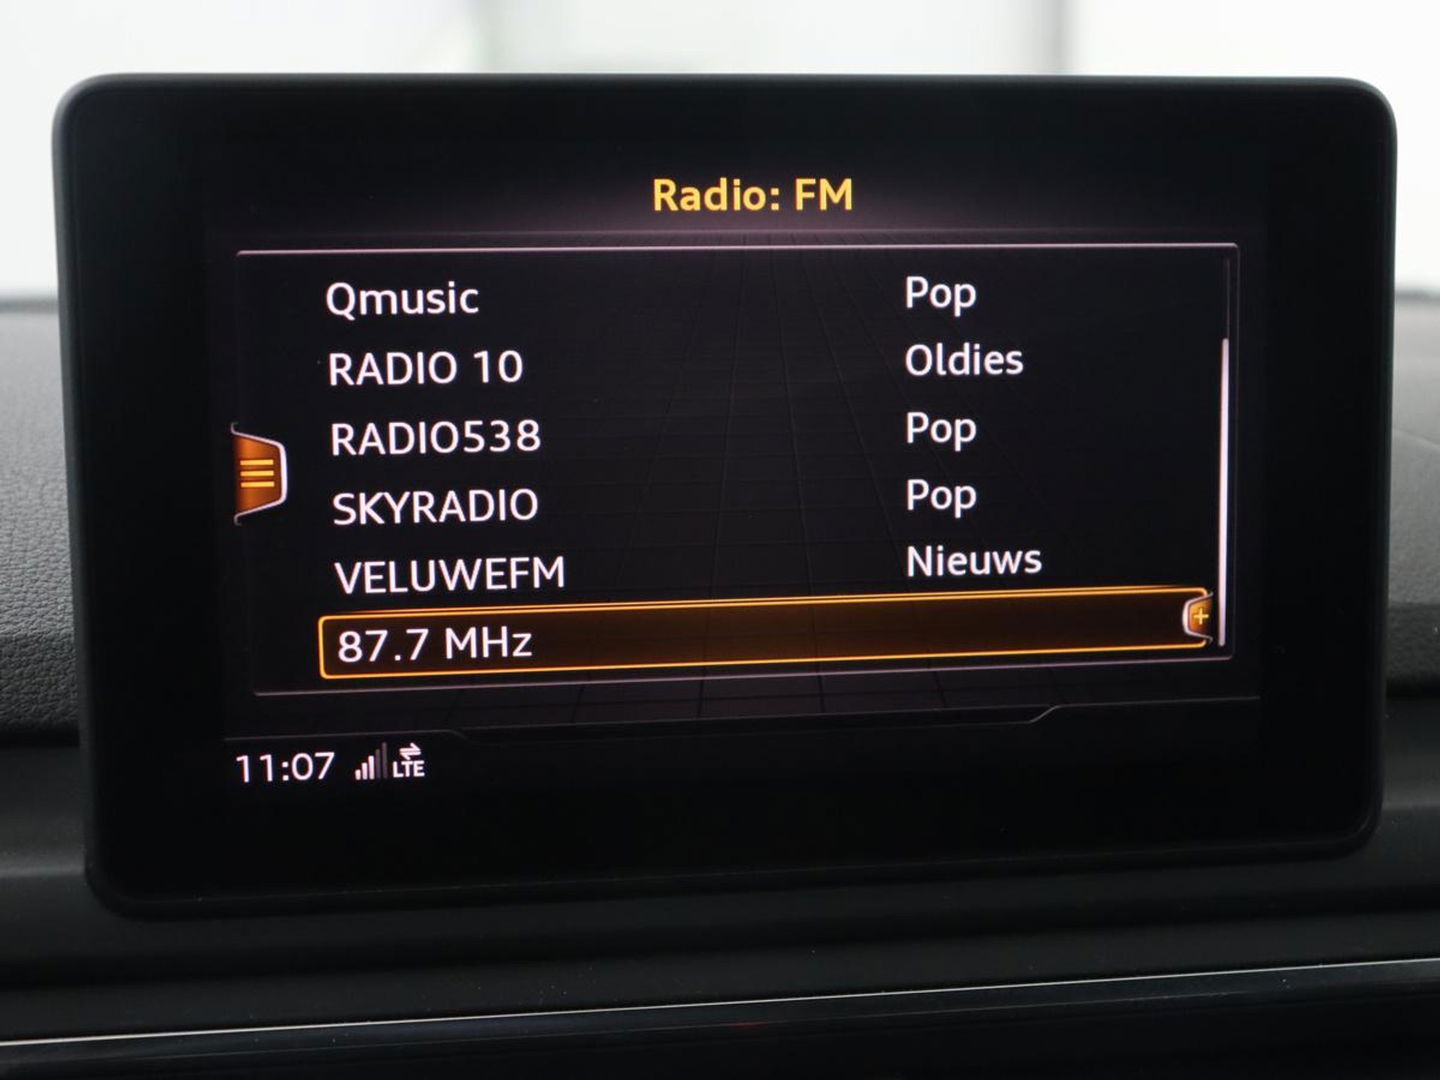 Radio: FM
Qmusic Pop
RADIO 10 Oldies
RADIO538 Pop
SKYRADIO Pop
VELUWEFM Nieuws
87.7 MHz
11:07 LTE